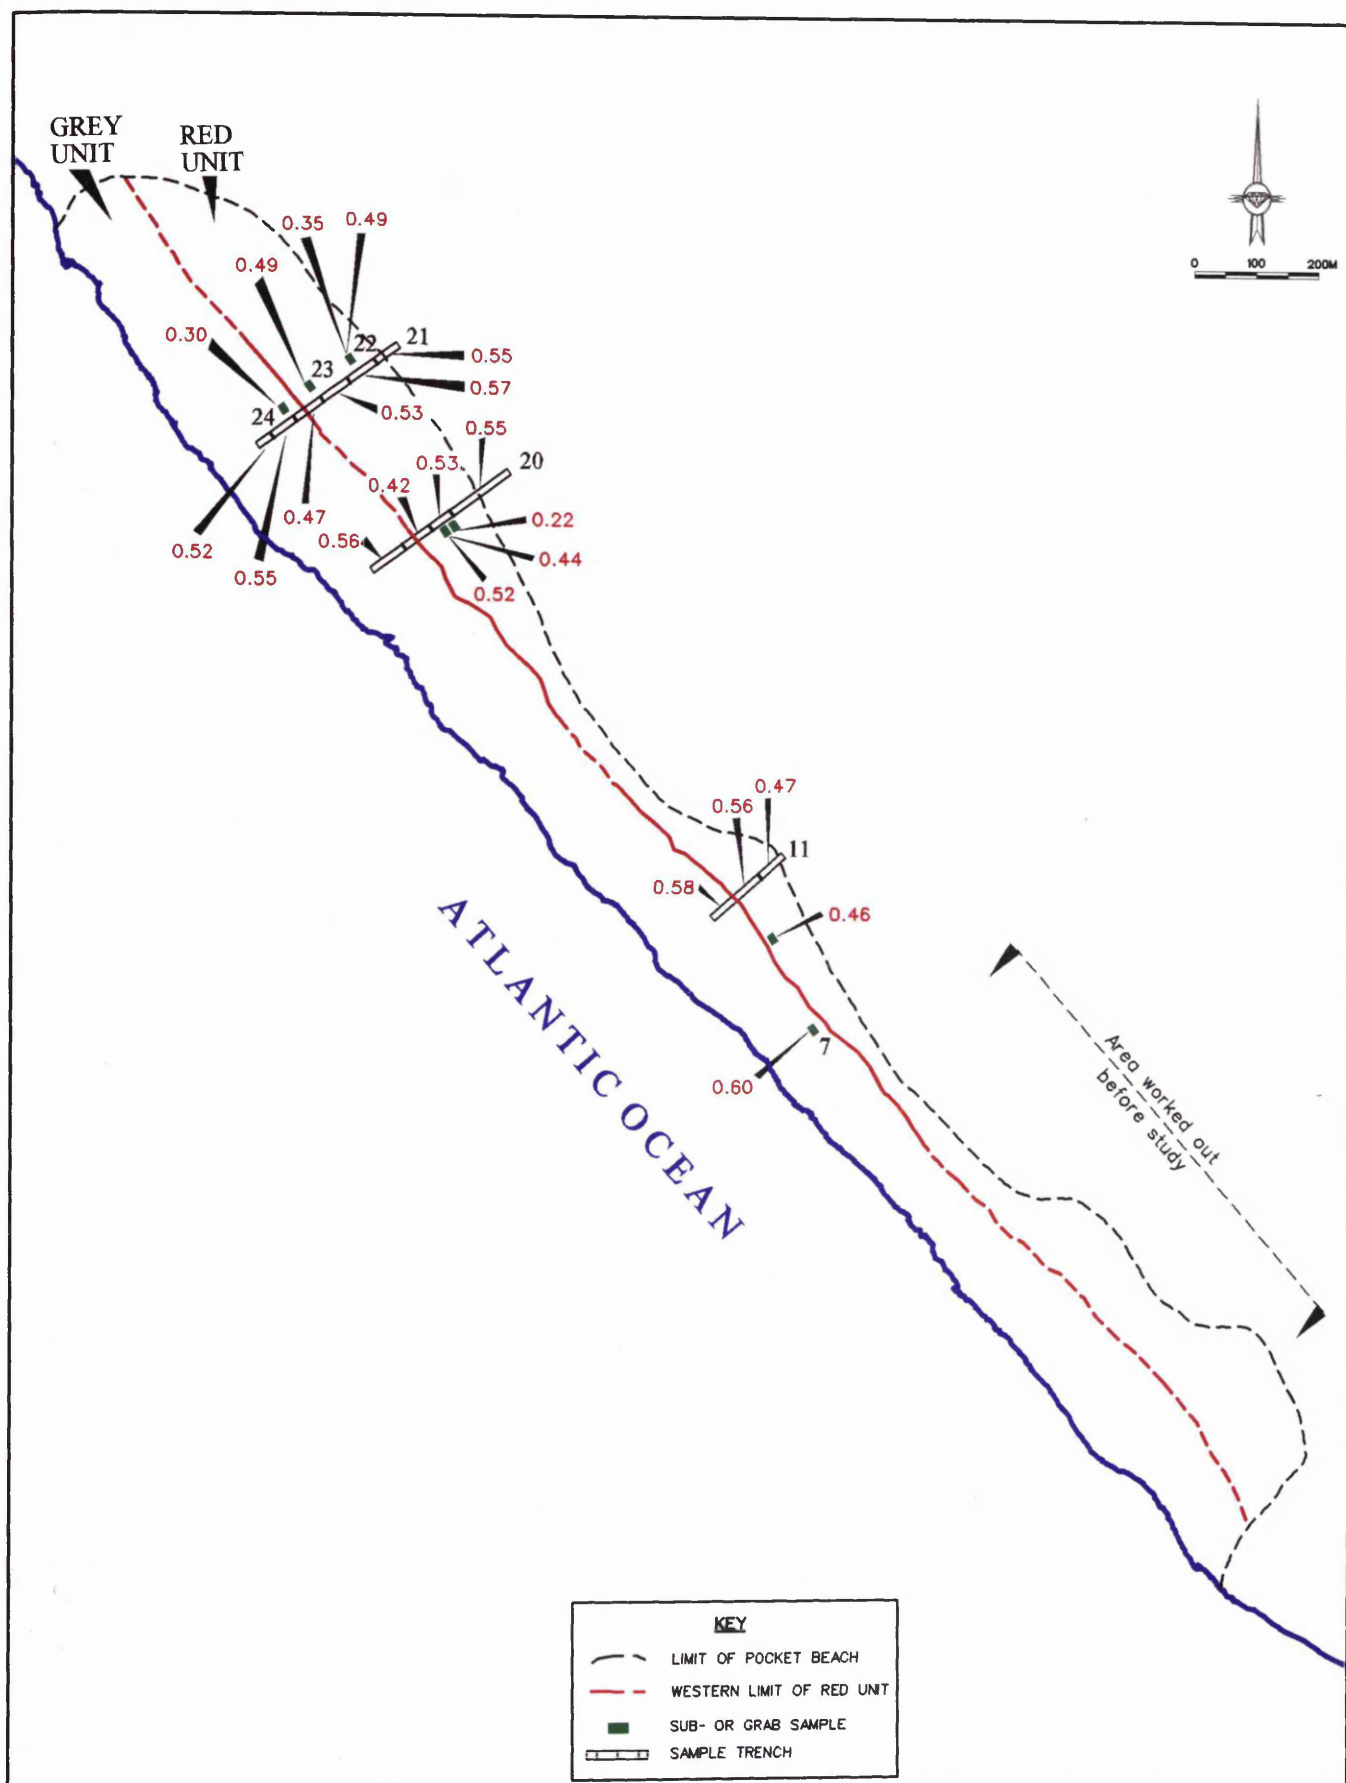 GREY
UNIT
RED
UNIT
0.35
0.49
0.49
0.30
22
21
23
24
0.55
0.57
0.53
0.52
0.55
0.47
0.55
0.53
0.42
20
0.56
0.22
0.44
0.52
0 100 200M
0.47
0.56
11
0.58
0.46
7
0.60
ATLANTIC OCEAN
Area worked out
before study
KEY
LIMIT OF POCKET BEACH
WESTERN LIMIT OF RED UNIT
SUB- OR GRAB SAMPLE
SAMPLE TRENCH